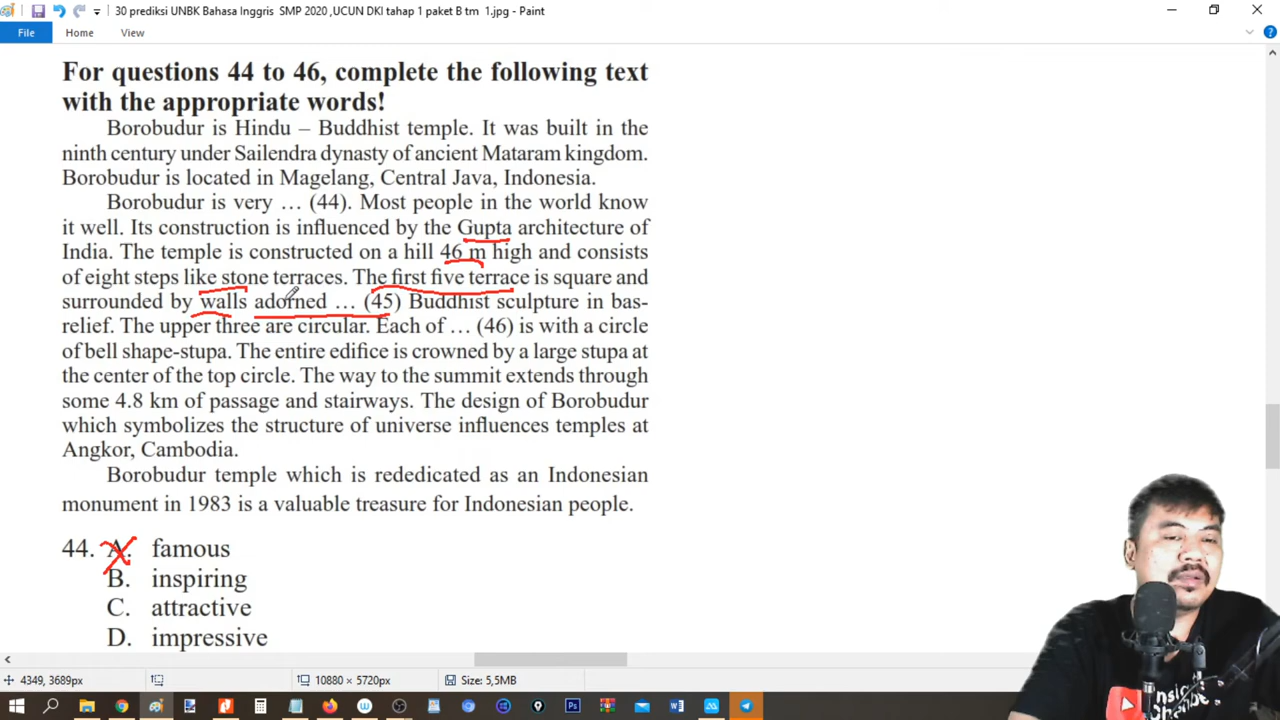 30 prediksi UNBK Bahasa Inggris SMP 2020 ,UCUN DKI tahap 1 paket B tm 1.jpg - Paint
File Home View
For questions 44 to 46, complete the following text
with the appropriate words!
Borobudur is Hindu – Buddhist temple. It was built in the
ninth century under Sailendra dynasty of ancient Mataram kingdom.
Borobudur is located in Magelang, Central Java, Indonesia.
Borobudur is very … (44). Most people in the world know
it well. Its construction is influenced by the Gupta architecture of
India. The temple is constructed on a hill 46 m high and consists
of eight steps like stone terraces. The first five terrace is square and
surrounded by walls adorned … (45) Buddhist sculpture in bas-
relief. The upper three are circular. Each of … (46) is with a circle
of bell shape-stupa. The entire edifice is crowned by a large stupa at
the center of the top circle. The way to the summit extends through
some 4.8 km of passage and stairways. The design of Borobudur
which symbolizes the structure of universe influences temples at
Angkor, Cambodia.
Borobudur temple which is rededicated as an Indonesian
monument in 1983 is a valuable treasure for Indonesian people.
44. A. famous
B. inspiring
C. attractive
D. impressive
4349, 3689px 10880 × 5720px Size: 5,5MB